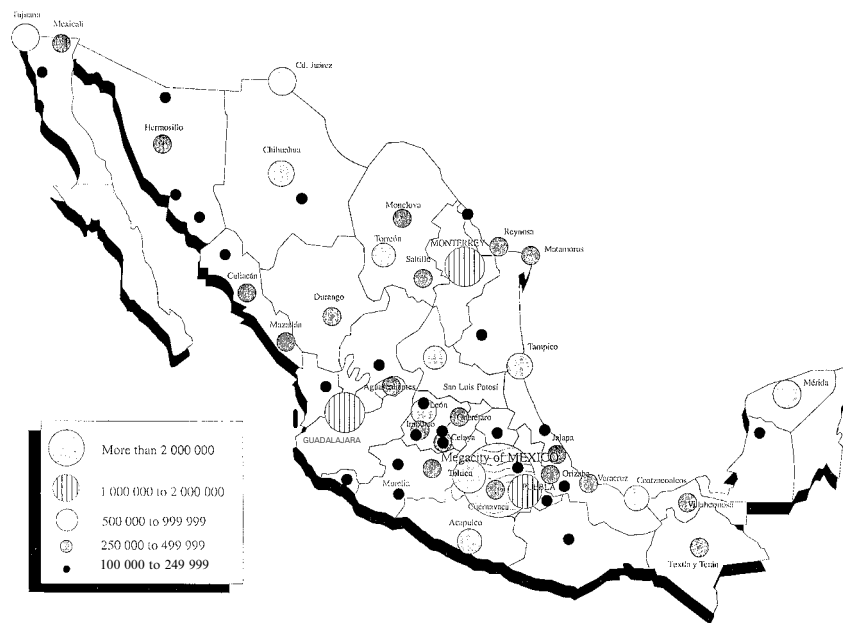 Tijuana
Mexicali
Cd. Juárez
Hermosillo
Chihuahua
Monclova
Reynosa
Torreón
MONTERREY
Matamoros
Saltillo
Culiacán
Durango
Mazatlán
Tampico
Aguascalientes
San Luis Potosí
Mérida
León
Querétaro
Irapuato
GUADALAJARA
Celaya
Jalapa
Megacity of MEXICO
Toluca
Orizaba
Morelia
PUEBLA
Veracruz
Coatzacoalcos
Cuernavaca
Villahermosa
Acapulco
Tuxtla y Terán
More than 2 000 000
1 000 000 to 2 000 000
500 000 to 999 999
250 000 to 499 999
100 000 to 249 999